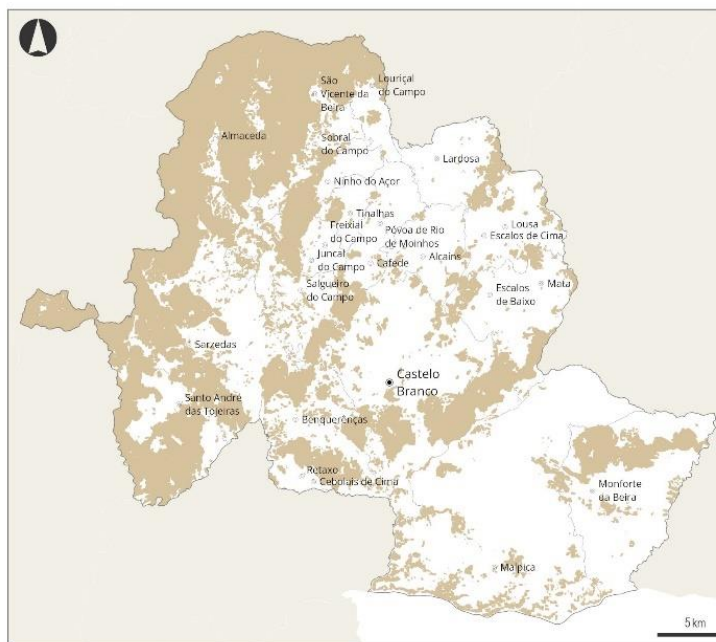 São
Vicente da
Beira
Louriçal
do Campo
Almaceda
Sobral
do Campo
Lardosa
Ninho do Açor
Tinalhas
Freixial
do Campo
Póvoa de Rio
de Moinhos
Lousa
Escalos de Cima
Juncal
do Campo
Cafede
Alcains
Salgueiro
do Campo
Escalos
de Baixo
Mata
Sarzedas
Castelo
Branco
Santo André
das Tojeiras
Benquerenças
Retaxo
Cebolais de Cima
Monforte
da Beira
Malpica
5 km